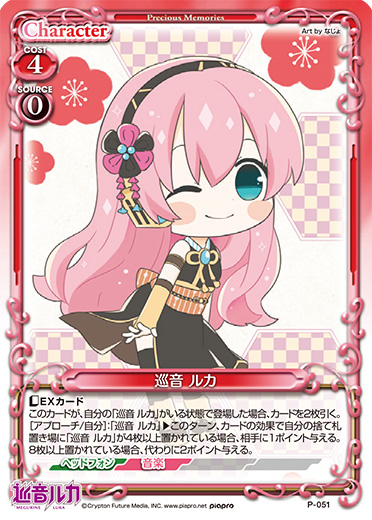 Precious Memories
Character
Art by なじょ
COST
4
SOURCE
0
巡音 ルカ
EXカード
このカードが、自分の「巡音 ルカ」がいる状態で登場した場合、カードを2枚引く。
[アプローチ/自分]:「巡音 ルカ」▶このターン、カードの効果で自分の捨て札
置き場に「巡音 ルカ」が4枚以上置かれている場合、相手に1ポイント与える。
8枚以上置かれている場合、代わりに2ポイント与える。
ヘッドフォン 音楽
巡音ルカ
MEGURINE LUKA
©Crypton Future Media, INC. www.piapro.net piapro
P-051